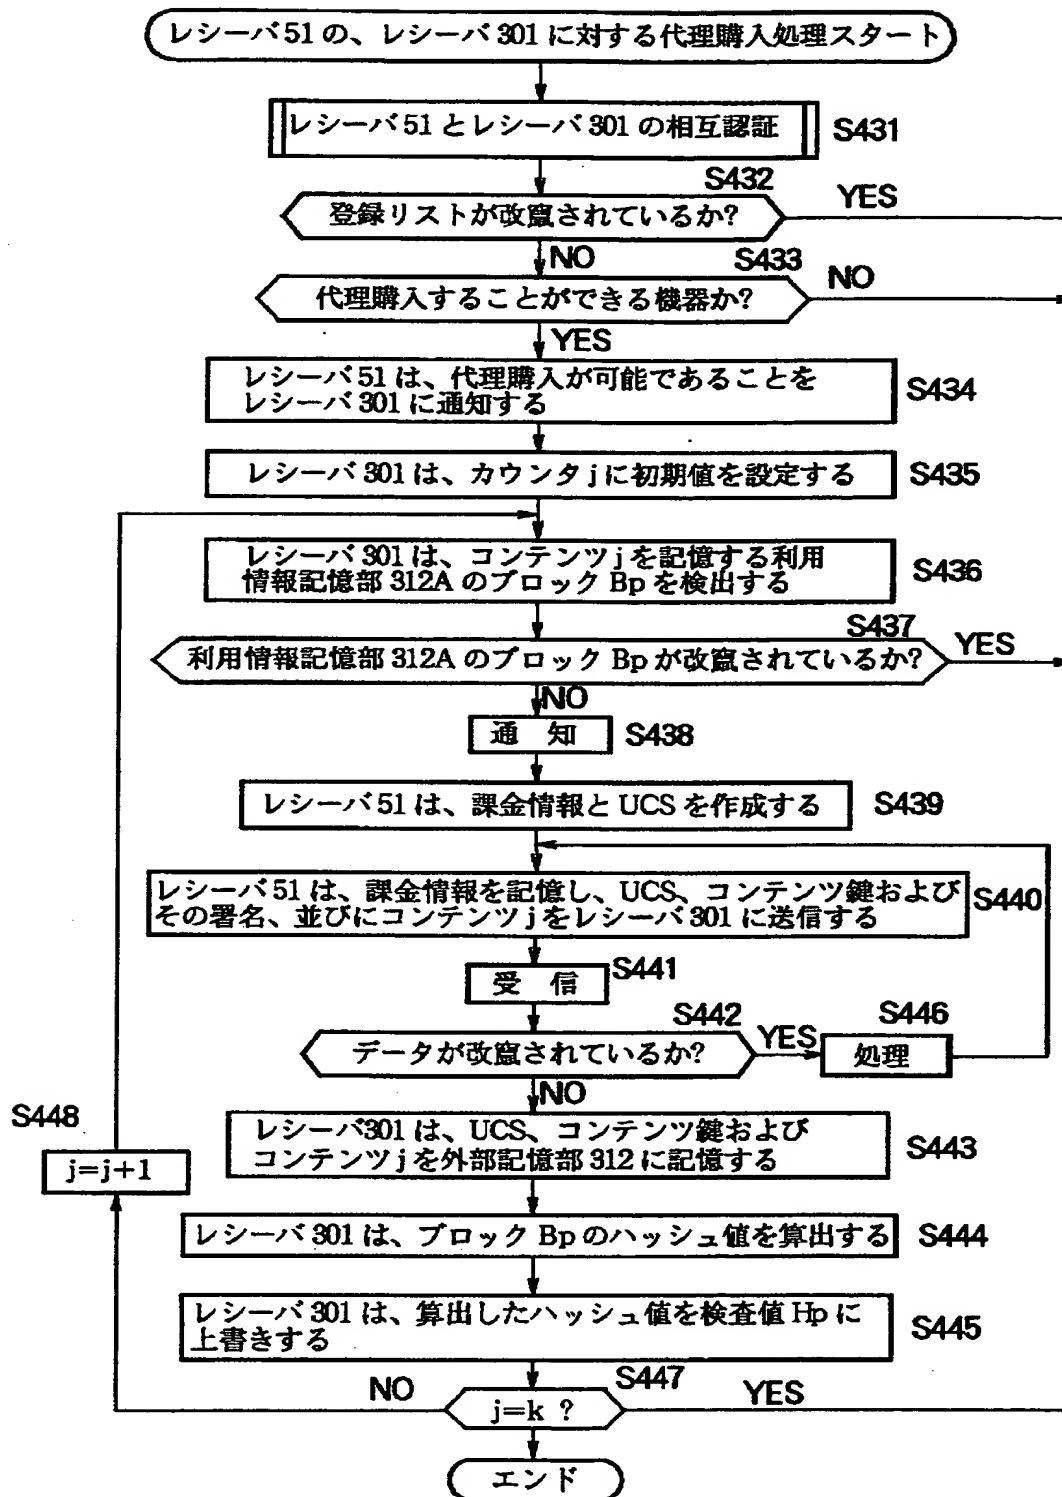 レシーバ51の、レシーバ301に対する代理購入処理スタート
レシーバ51とレシーバ301の相互認証
S431
S432
登録リストが改竄されているか?
YES
NO
S433
代理購入することができる機器か?
NO
YES
レシーバ51は、代理購入が可能であることを
レシーバ301に通知する
S434
レシーバ301は、カウンタjに初期値を設定する
S435
レシーバ301は、コンテンツjを記憶する利用
情報記憶部312AのブロックBpを検出する
S436
S437
利用情報記憶部312AのブロックBpが改竄されているか?
YES
NO
通 知
S438
レシーバ51は、課金情報とUCSを作成する
S439
レシーバ51は、課金情報を記憶し、UCS、コンテンツ鍵および
その署名、並びにコンテンツjをレシーバ301に送信する
S440
受 信
S441
S442
データが改竄されているか?
YES
S446
処理
NO
レシーバ301は、UCS、コンテンツ鍵および
コンテンツjを外部記憶部312に記憶する
S443
S448
j=j+1
レシーバ301は、ブロックBpのハッシュ値を算出する
S444
レシーバ301は、算出したハッシュ値を検査値Hpに
上書きする
S445
S447
NO
j=k ?
YES
エンド